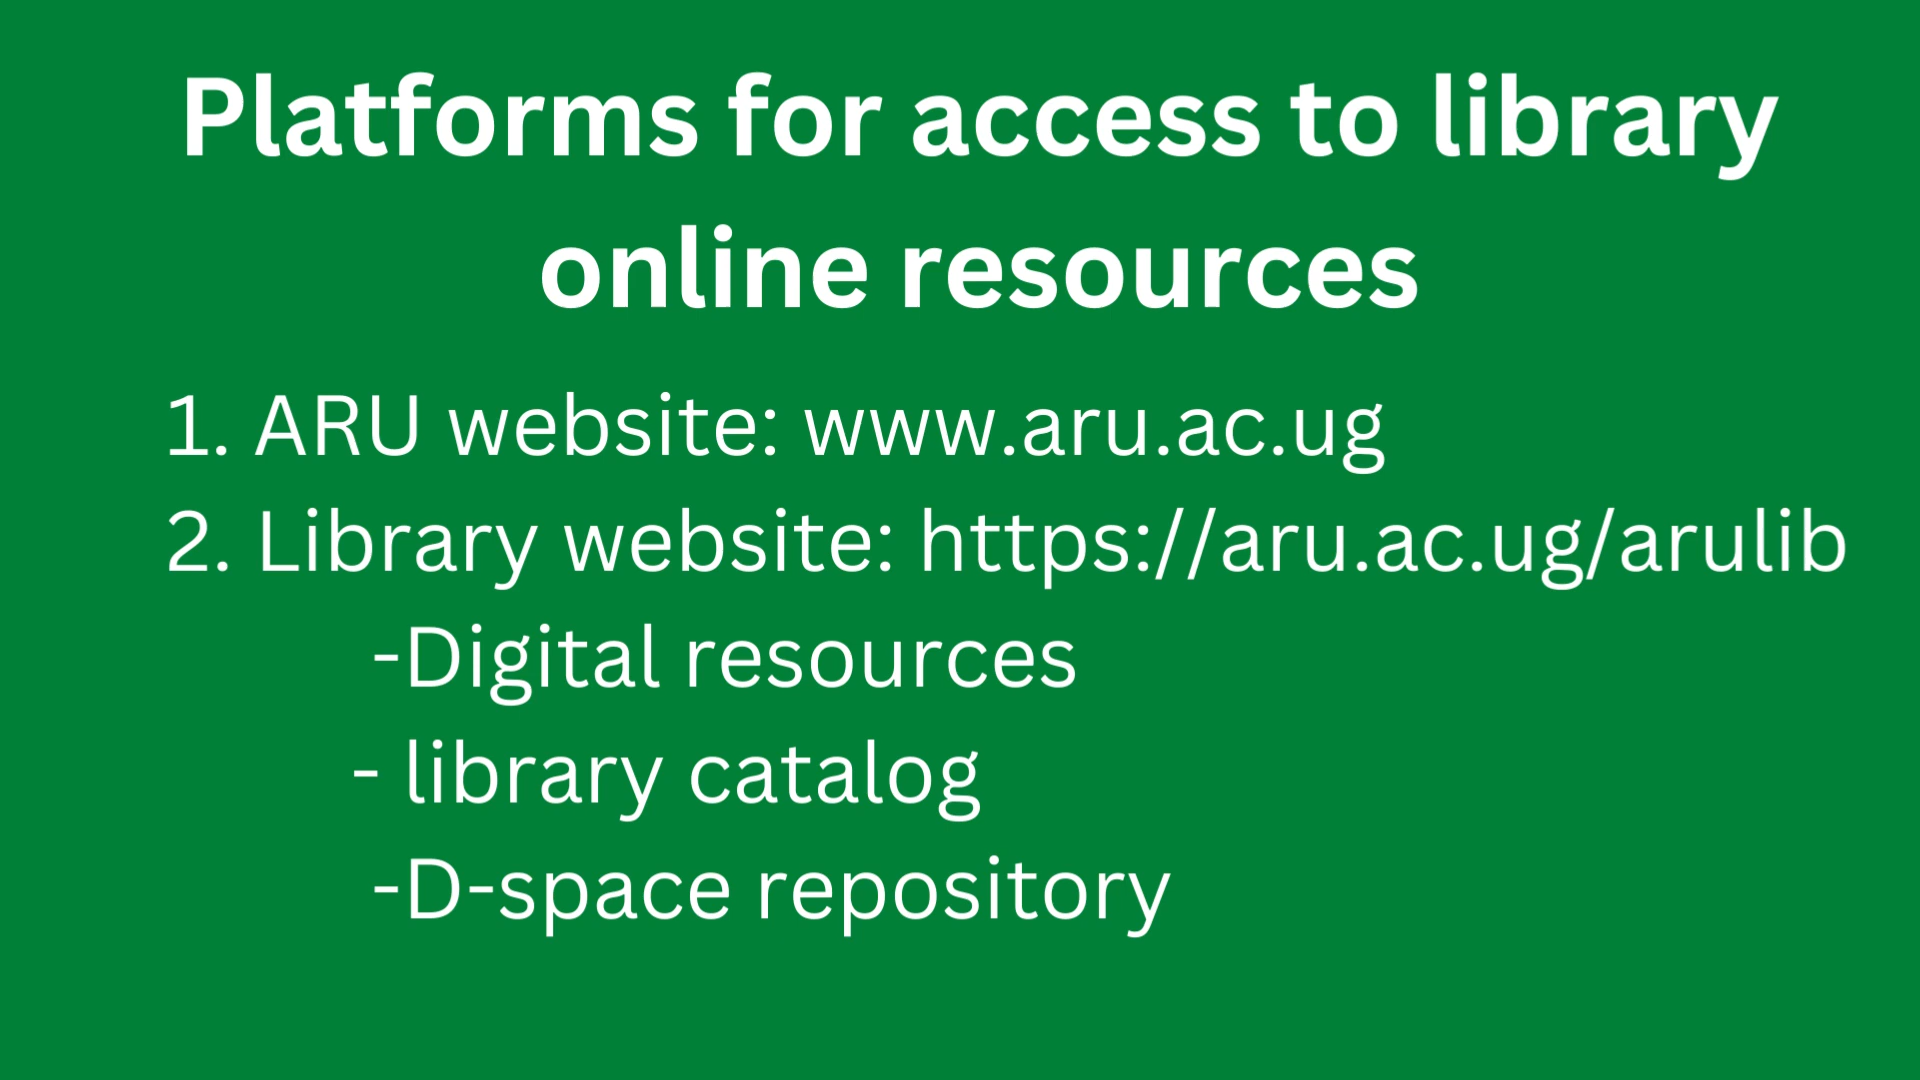 Platforms for access to library
online resources
1. ARU website: www.aru.ac.ug
2. Library website: https://aru.ac.ug/arulib
-Digital resources
- library catalog
-D-space repository